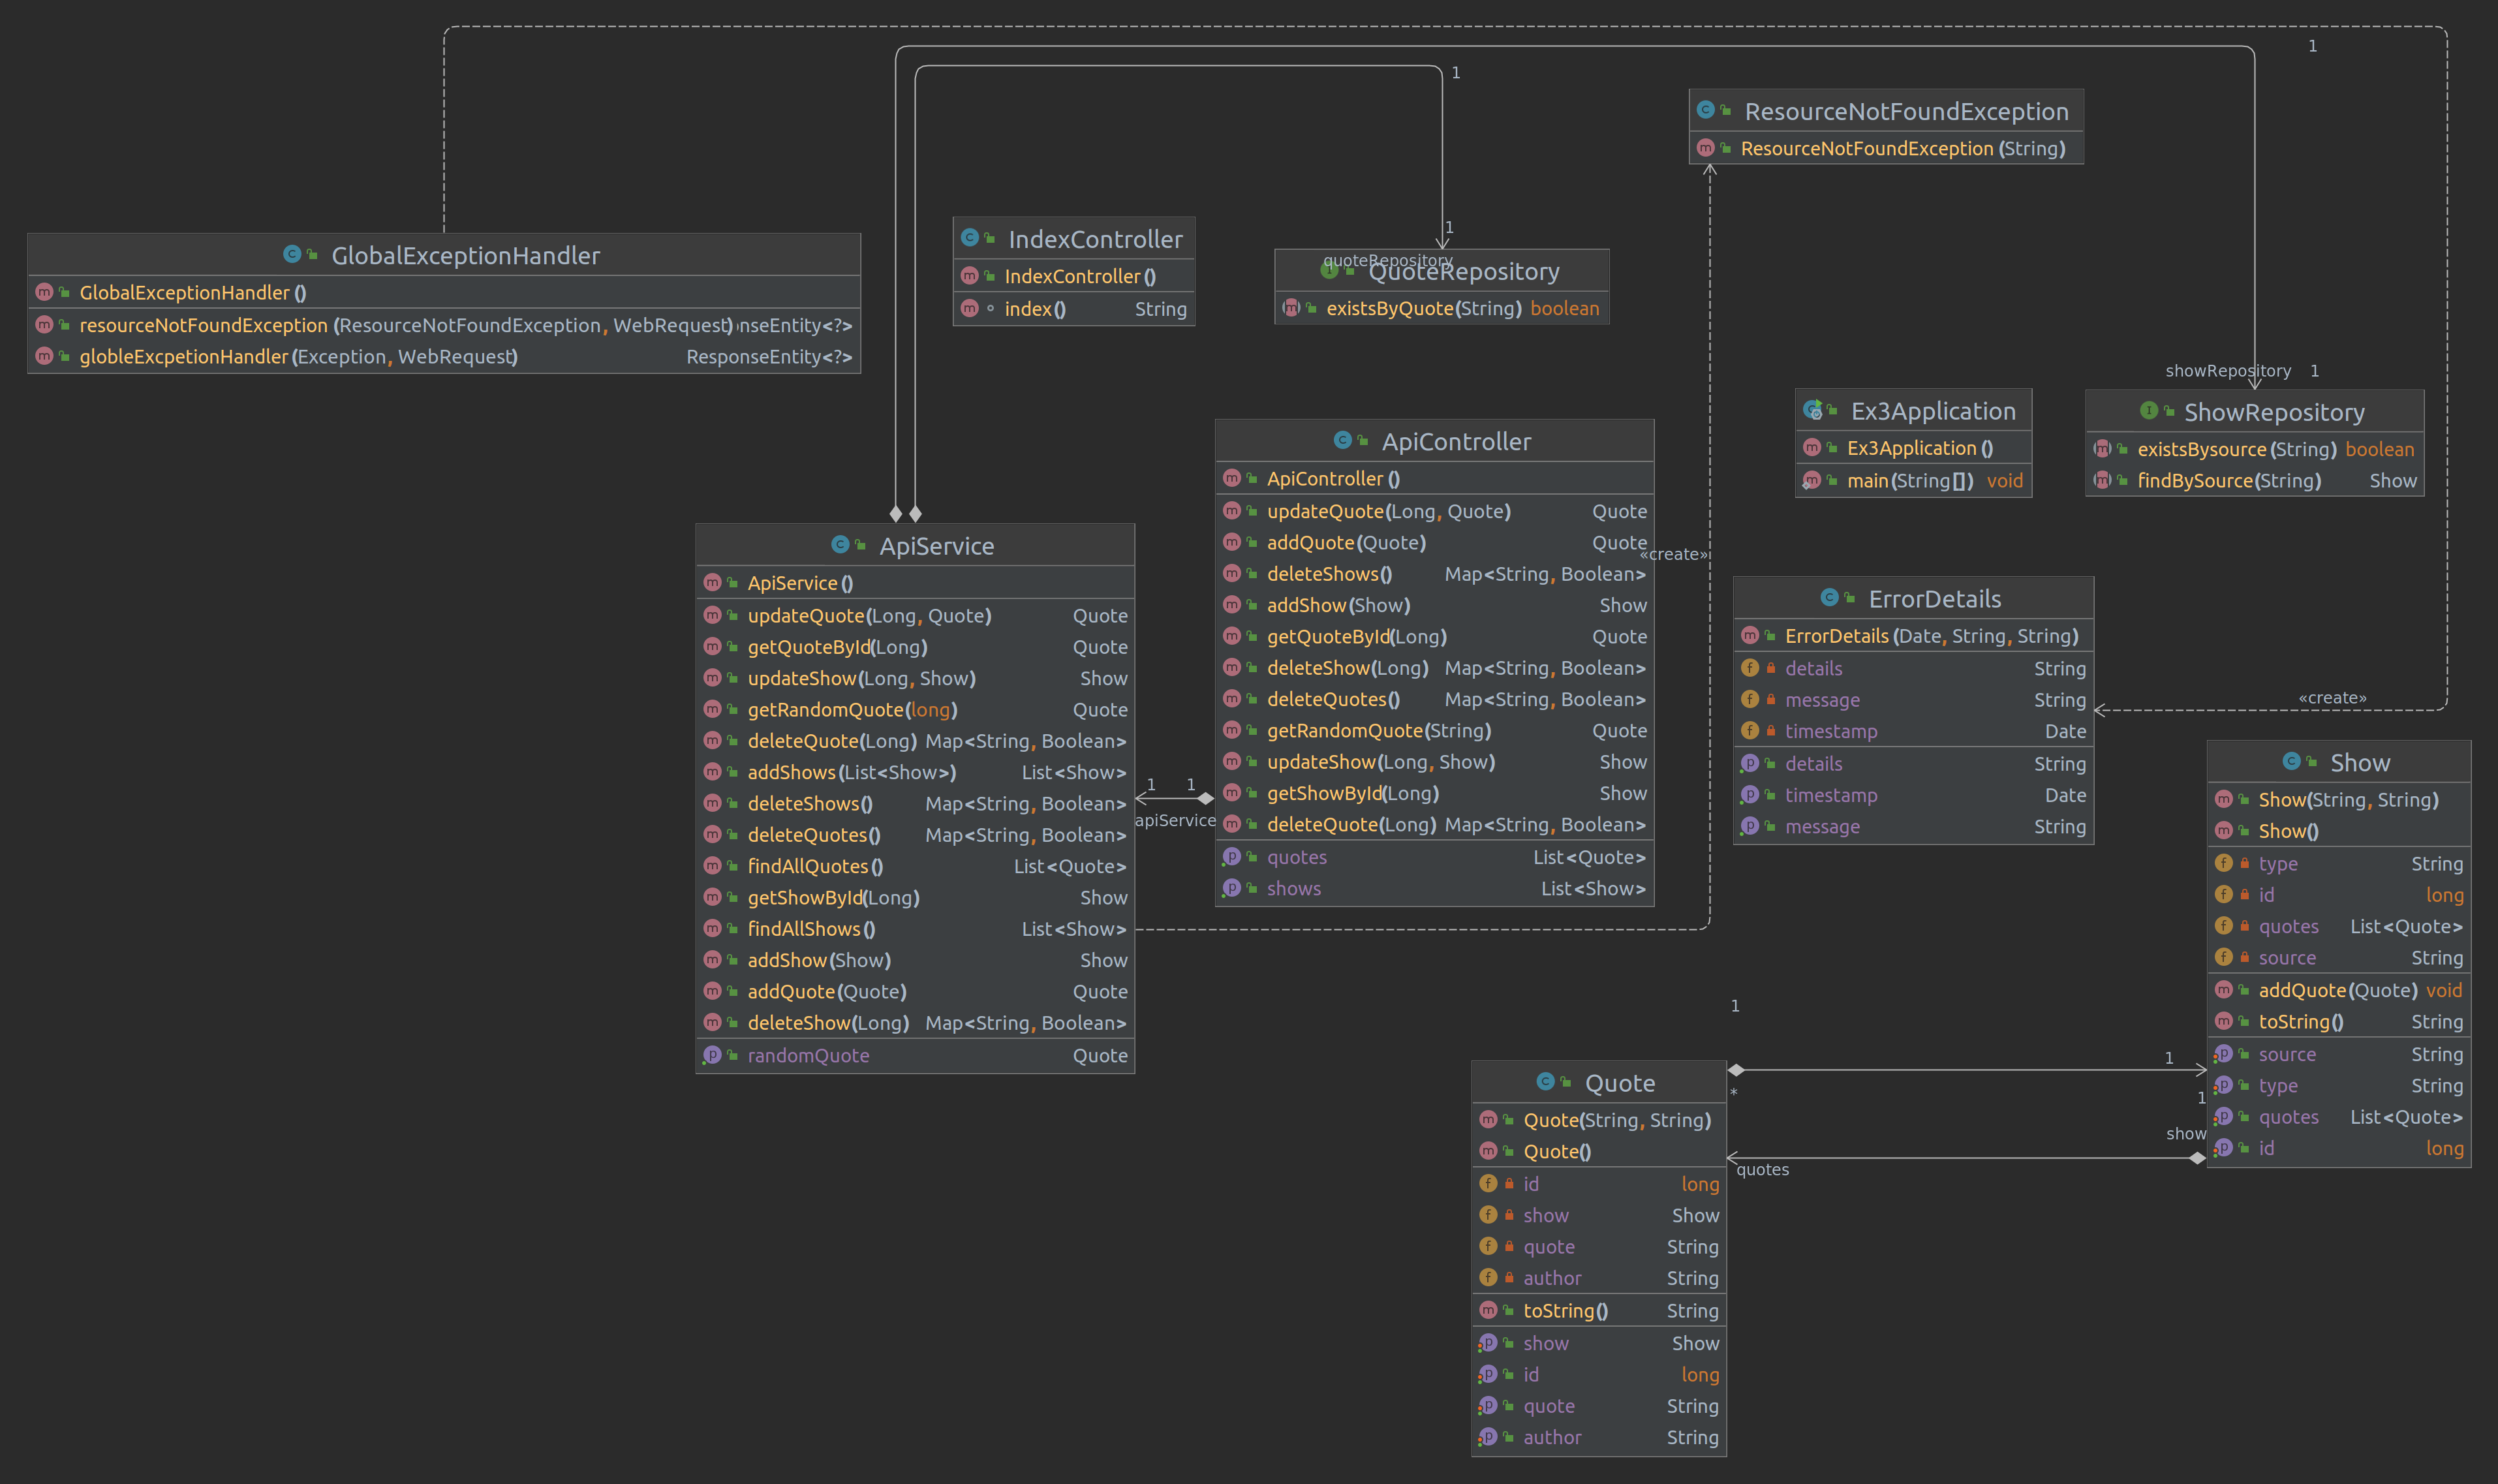 1
1
ResourceNotFoundException
ResourceNotFoundException(String)
GlobalExceptionHandler
GlobalExceptionHandler()
resourceNotFoundException(ResourceNotFoundException, WebRequest) nseEntity<?>
globleExcpetionHandler(Exception, WebRequest) ResponseEntity<?>
IndexController
IndexController()
index() String
1
quoteRepository
QuoteRepository
existsByQuote(String) boolean
showRepository 1
Ex3Application
Ex3Application()
main(String[]) void
ShowRepository
existsBysource(String) boolean
findBySource(String) Show
ApiController
ApiController()
updateQuote(Long, Quote) Quote
addQuote(Quote) Quote
deleteShows() Map<String, Boolean>
addShow(Show) Show
getQuoteById(Long) Quote
deleteShow(Long) Map<String, Boolean>
deleteQuotes() Map<String, Boolean>
getRandomQuote(String) Quote
updateShow(Long, Show) Show
getShowById(Long) Show
deleteQuote(Long) Map<String, Boolean>
quotes List<Quote>
shows List<Show>
«create»
ApiService
ApiService()
updateQuote(Long, Quote) Quote
getQuoteById(Long) Quote
updateShow(Long, Show) Show
getRandomQuote(long) Quote
deleteQuote(Long) Map<String, Boolean>
addShows(List<Show>) List<Show>
deleteShows() Map<String, Boolean>
deleteQuotes() Map<String, Boolean>
findAllQuotes() List<Quote>
getShowById(Long) Show
findAllShows() List<Show>
addShow(Show) Show
addQuote(Quote) Quote
deleteShow(Long) Map<String, Boolean>
randomQuote Quote
1 1
apiService
ErrorDetails
ErrorDetails(Date, String, String)
details String
message String
timestamp Date
details String
timestamp Date
message String
«create»
Show
Show(String, String)
Show()
type String
id long
quotes List<Quote>
source String
addQuote(Quote) void
toString() String
source String
type String
quotes List<Quote>
id long
1
1
*
1
show
quotes
Quote
Quote(String, String)
Quote()
id long
show Show
quote String
author String
toString() String
show Show
id long
quote String
author String